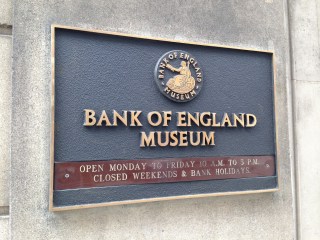 BANK OF ENGLAND
MUSEUM
BANK OF ENGLAND
MUSEUM
OPEN MONDAY TO FRIDAY 10 A.M. TO 5 P.M.
CLOSED WEEKENDS & BANK HOLIDAYS